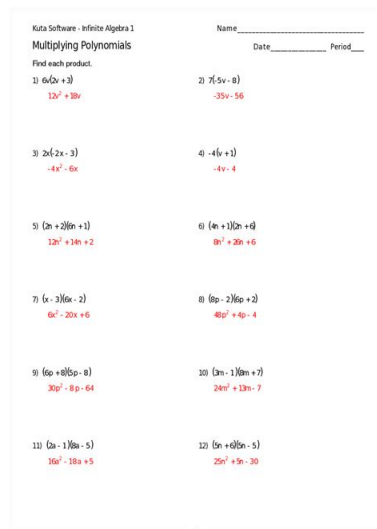 Kuta Software - Infinite Algebra 1 Name___________________________________
Multiplying Polynomials Date________________ Period____
Find each product.
1) 6v(2v + 3) 2) 7(-5v - 8)
12v² + 18v -35v - 56
3) 2x(-2x - 3) 4) -4(v + 1)
-4x² - 6x -4v - 4
5) (2n + 2)(6n + 1) 6) (4n + 1)(2n + 6)
12n² + 14n + 2 8n² + 26n + 6
7) (x - 3)(6x - 2) 8) (8p - 2)(6p + 2)
6x² - 20x + 6 48p² + 4p - 4
9) (6p + 8)(5p - 8) 10) (3m - 1)(8m + 7)
30p² - 8p - 64 24m² + 13m - 7
11) (2a - 1)(8a - 5) 12) (5n + 6)(5n - 5)
16a² - 18a + 5 25n² + 5n - 30